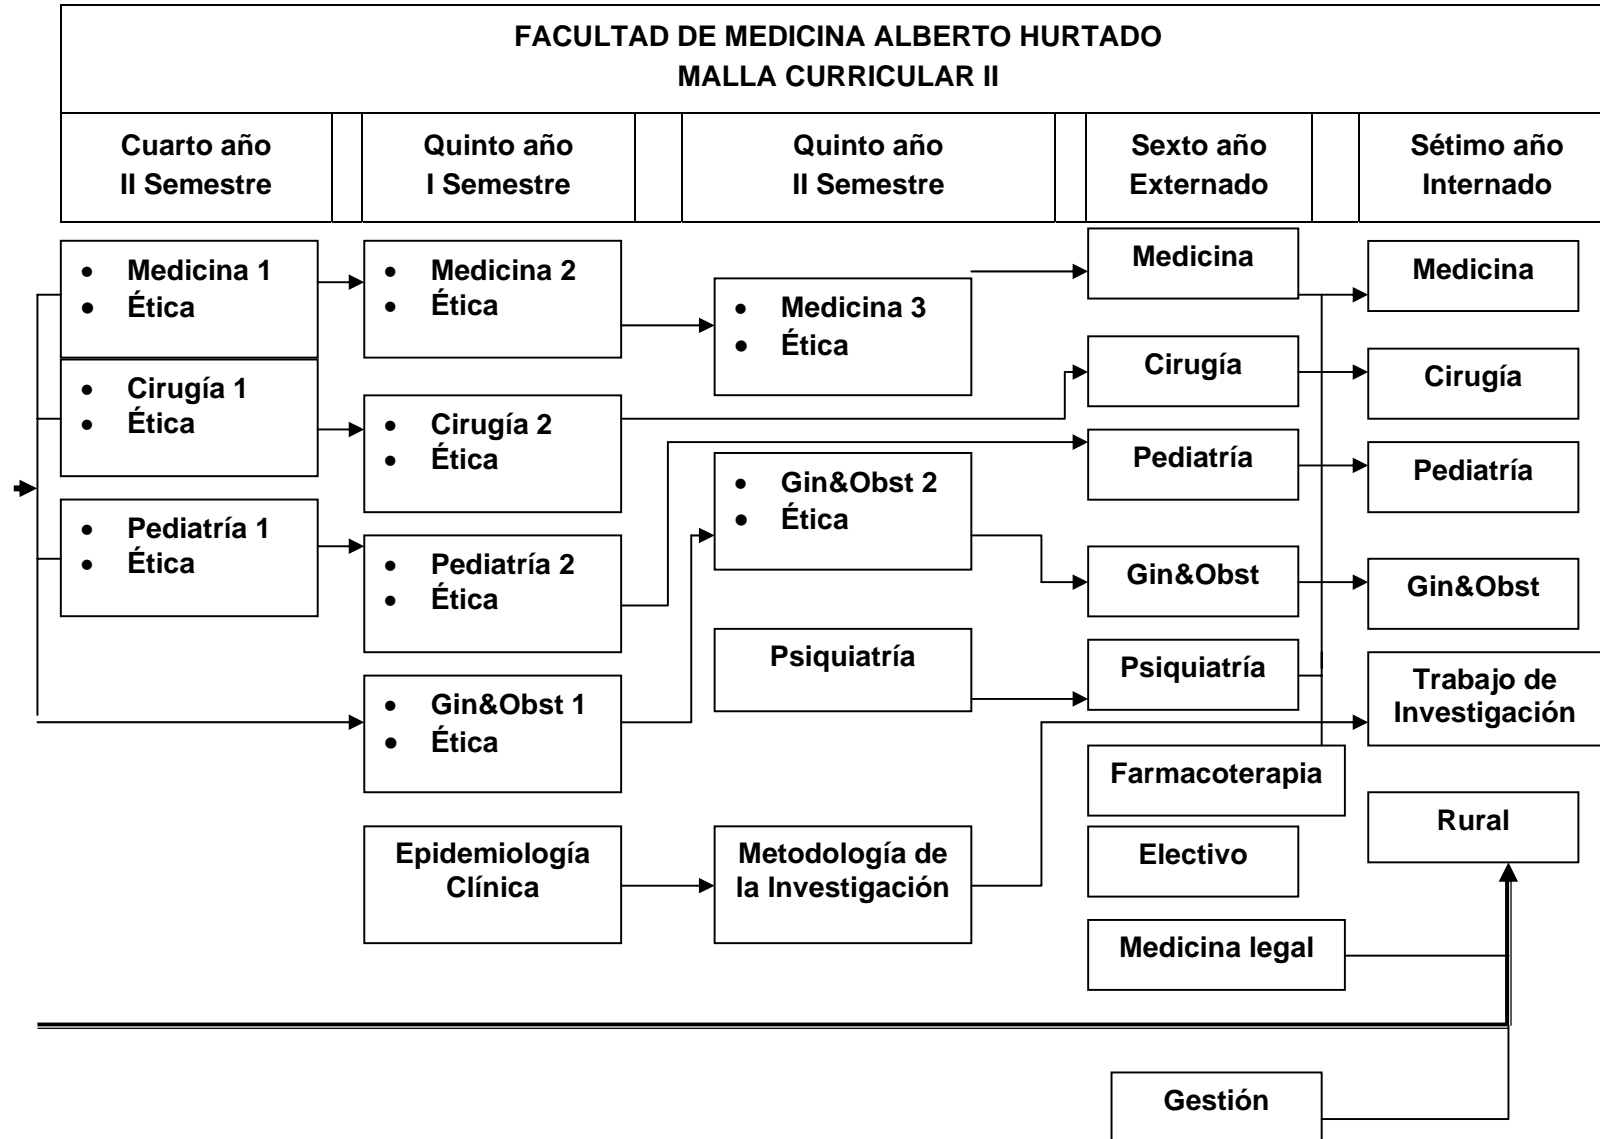 FACULTAD DE MEDICINA ALBERTO HURTADO
MALLA CURRICULAR II
Cuarto año
II Semestre
Quinto año
I Semestre
Quinto año
II Semestre
Sexto año
Externado
Sétimo año
Internado
• Medicina 1
• Ética
• Cirugía 1
• Ética
• Pediatría 1
• Ética
• Medicina 2
• Ética
• Cirugía 2
• Ética
• Pediatría 2
• Ética
• Gin&Obst 1
• Ética
Epidemiología
Clínica
• Medicina 3
• Ética
• Gin&Obst 2
• Ética
Psiquiatría
Metodología de
la Investigación
Medicina
Cirugía
Pediatría
Gin&Obst
Psiquiatría
Farmacoterapia
Electivo
Medicina legal
Gestión
Medicina
Cirugía
Pediatría
Gin&Obst
Trabajo de
Investigación
Rural